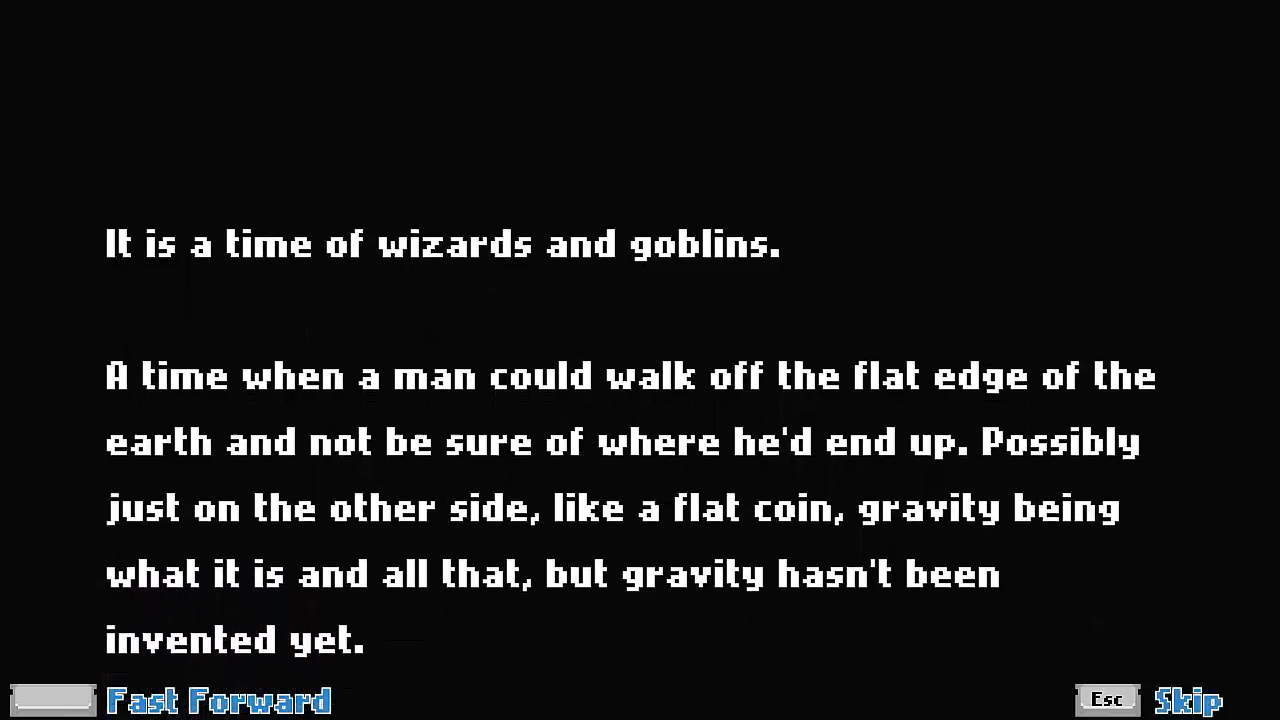 It is a time of wizards and goblins.
A time when a man could walk off the flat edge of the
earth and not be sure of where he'd end up. Possibly
just on the other side, like a flat coin, gravity being
what it is and all that, but gravity hasn't been
invented yet.
Fast Forward
Esc Skip